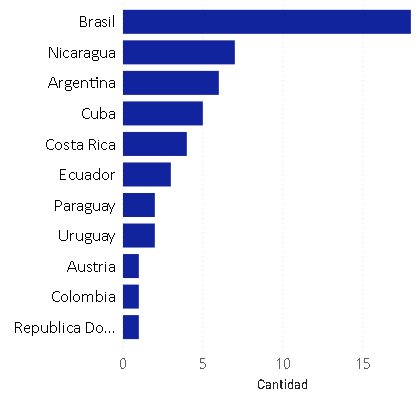 Brasil
Nicaragua
Argentina
Cuba
Costa Rica
Ecuador
Paraguay
Uruguay
Austria
Colombia
Republica Do...
0 5 10 15
Cantidad